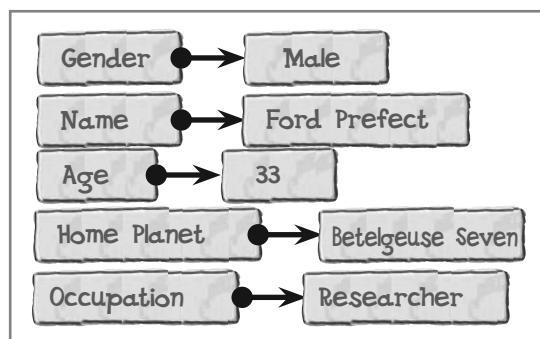 Gender Male
Name Ford Prefect
Age 33
Home Planet Betelgeuse Seven
Occupation Researcher